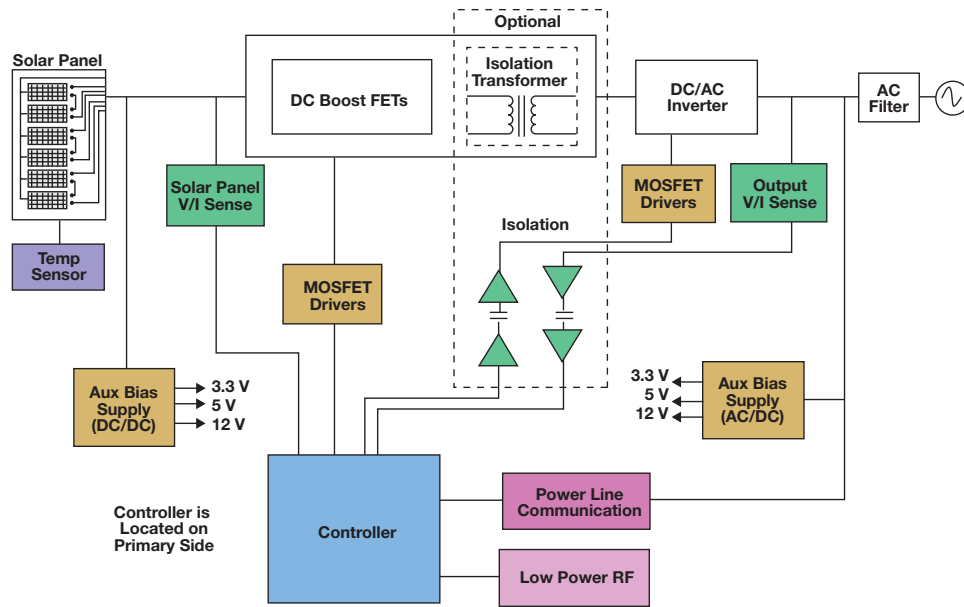 Optional
Solar Panel
DC Boost FETs
Isolation
Transformer
DC/AC
Inverter
AC
Filter
Solar Panel
V/I Sense
MOSFET
Drivers
Output
V/I Sense
Isolation
Temp
Sensor
MOSFET
Drivers
Aux Bias
Supply
(DC/DC)
3.3 V
5 V
12 V
3.3 V
5 V
12 V
Aux Bias
Supply
(AC/DC)
Controller is
Located on
Primary Side
Controller
Power Line
Communication
Low Power RF